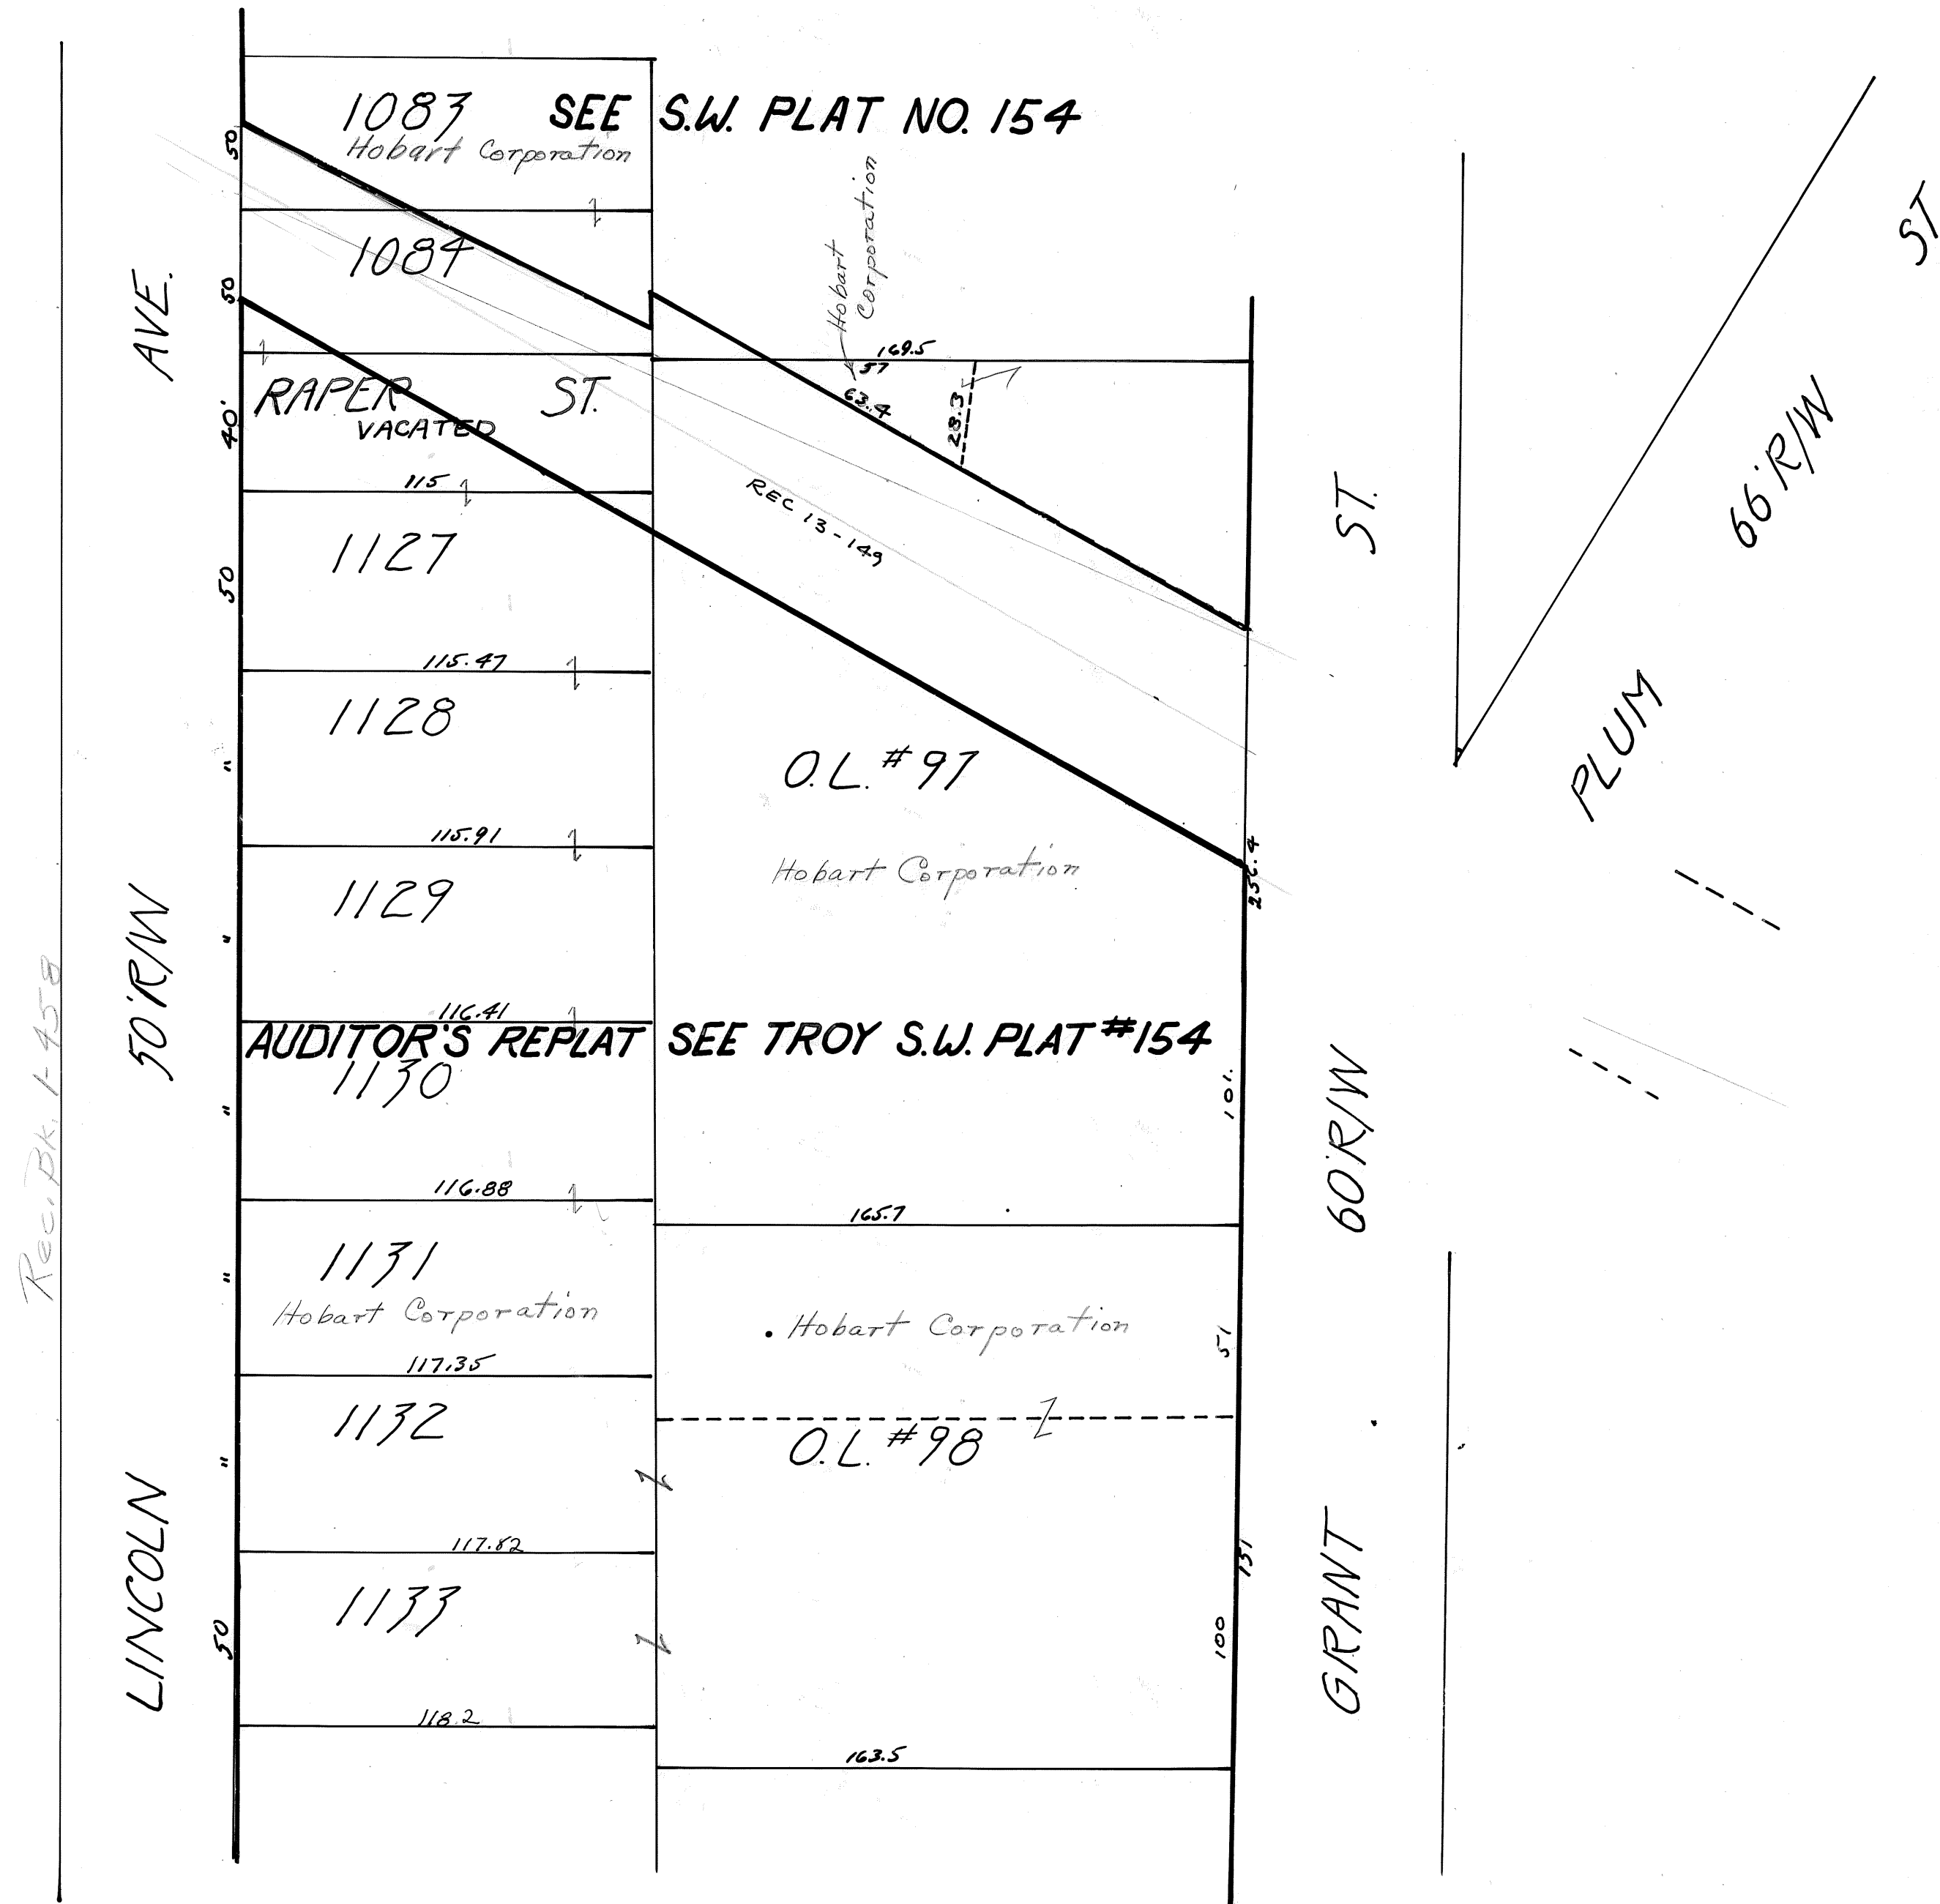 1083 SEE S.W. PLAT NO. 154
Hobart Corporation
50
1084
Hobart
Corporation
50
AVE.
ST
169.5
57
63.4
28.3
RAPER ST.
VACATED
40'
115
REC 13-149
ST.
66'R/W
1127
50
115.47
1128
"
O.L. #97
PLUM
115.91
1129
Hobart Corporation
256.4
"
50'R/W
Rec. Bk. 1-458
116.41
AUDITOR'S REPLAT SEE TROY S.W. PLAT #154
1130
"
101.
60'R/W
116.88
165.7
1131
"
Hobart Corporation
Hobart Corporation
51
117.35
1132
"
O.L. #98
LINCOLN
GRANT
117.82
151
1133
50
100
118.2
163.5